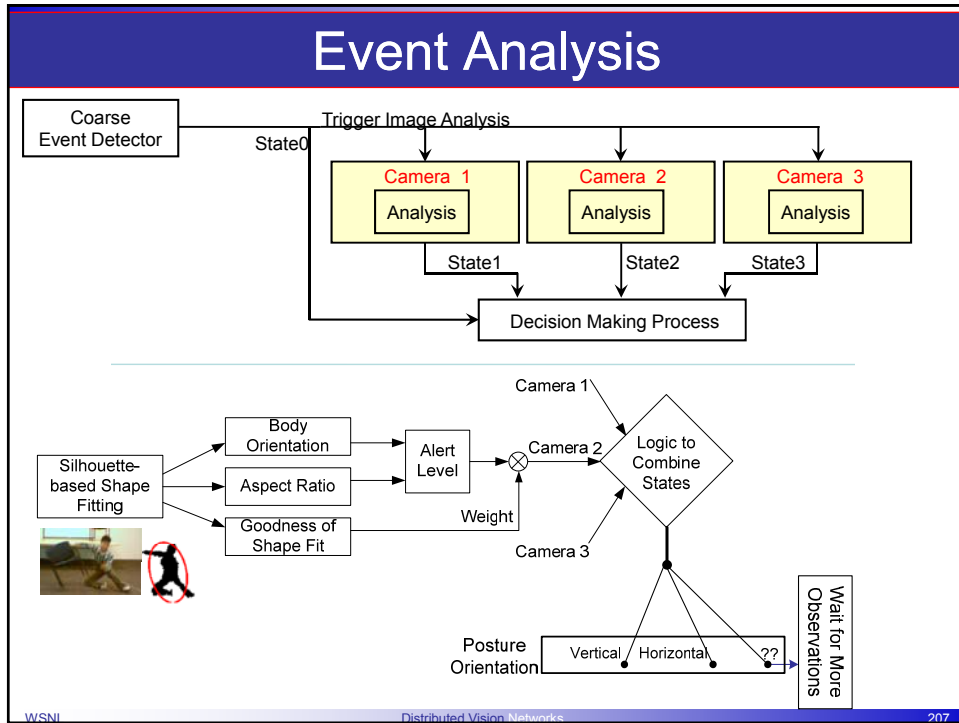 Event Analysis
Coarse
Event Detector
Trigger Image Analysis
State0
Camera 1
Analysis
Camera 2
Analysis
Camera 3
Analysis
State1
State2
State3
Decision Making Process
Camera 1
Body
Orientation
Alert
Level
Camera 2
Logic to
Combine
States
Silhouette-
based Shape
Fitting
Aspect Ratio
Weight
Goodness of
Shape Fit
Camera 3
Wait for More
Observations
Posture
Orientation
Vertical
Horizontal
??
WSNL
Distributed Vision Networks
207